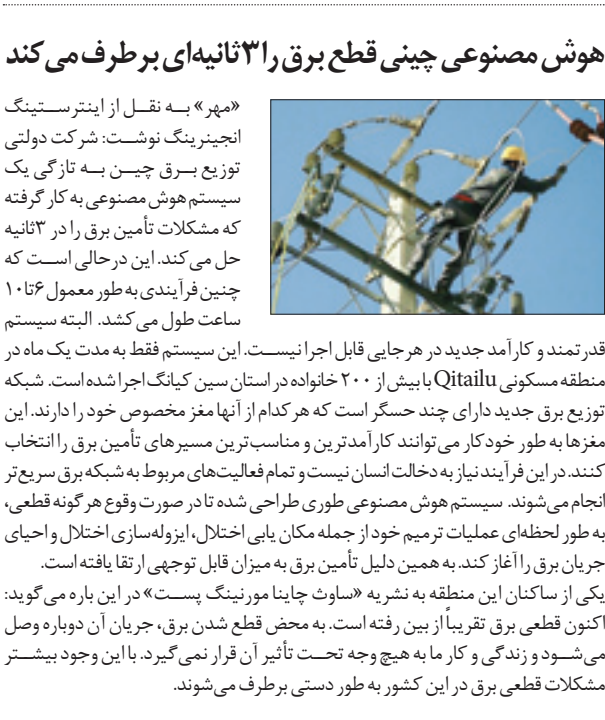 هوش مصنوعی چینی قطع برق را ۳ ثانیه‌ای برطرف می‌کند
«مهر» به نقل از اینترستینگ
انجینرینگ نوشت: شرکت دولتی
توزیع برق چین به تازگی یک
سیستم هوش مصنوعی به کار گرفته
که مشکلات تأمین برق را در ۳ثانیه
حل می‌کند. این درحالی است که
چنین فرآیندی به طور معمول ۶تا۱۰
ساعت طول می‌کشد. البته سیستم
قدرتمند و کارآمد جدید در هر جایی قابل اجرا نیست. این سیستم فقط به مدت یک ماه در
منطقه مسکونی Qitailu با بیش از ۲۰۰ خانواده در استان سین کیانگ اجرا شده است. شبکه
توزیع برق جدید دارای چند حسگر است که هر کدام از آنها مغز مخصوص خود را دارند. این
مغزها به طور خودکار می‌توانند کارآمدترین و مناسب‌ترین مسیرهای تأمین برق را انتخاب
کنند. در این فرآیند نیاز به دخالت انسان نیست و تمام فعالیت‌های مربوط به شبکه برق سریع‌تر
انجام می‌شوند. سیستم هوش مصنوعی طوری طراحی شده تا در صورت وقوع هر گونه قطعی،
به طور لحظه‌ای عملیات ترمیم خود از جمله مکان یابی اختلال، ایزوله‌سازی اختلال و احیای
جریان برق را آغاز کند. به همین دلیل تأمین برق به میزان قابل توجهی ارتقا یافته است.
یکی از ساکنان این منطقه به نشریه «ساوث چاینا مورنینگ پست» در این باره می‌گوید:
اکنون قطعی برق تقریباً از بین رفته است. به محض قطع شدن برق، جریان آن دوباره وصل
می‌شود و زندگی و کار ما به هیچ وجه تحت تأثیر آن قرار نمی‌گیرد. با این وجود بیشتر
مشکلات قطعی برق در این کشور به طور دستی برطرف می‌شوند.